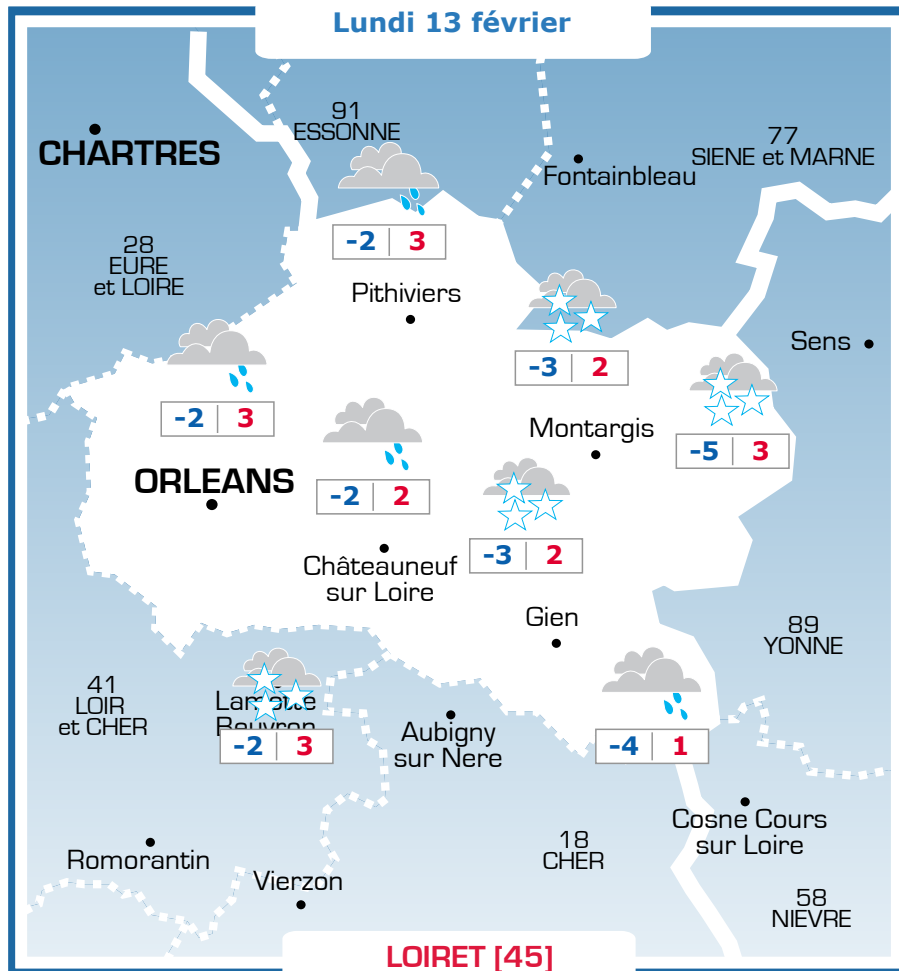 Lundi 13 février
91
ESSONNE
CHARTRES
77
SIENE et MARNE
Fontainbleau
-2 3
28
EURE
et LOIRE
Pithiviers
Sens
-3 2
-2 3
Montargis
-5 3
ORLEANS
-2 2
-3 2
Châteauneuf
sur Loire
Gien
89
YONNE
41
LOIR
et CHER
Lamotte
Beuvron
-2 3
Aubigny
sur Nere
-4 1
Cosne Cours
sur Loire
18
CHER
Romorantin
Vierzon
58
NIEVRE
LOIRET [45]